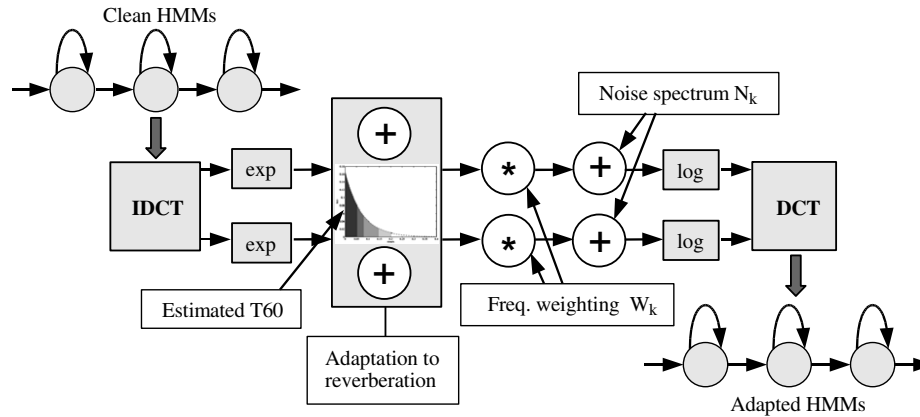 Clean HMMs
Noise spectrum N_k
+
exp
*
+
log
IDCT
DCT
exp
*
+
log
+
Estimated T60
Freq. weighting W_k
Adaptation to
reverberation
Adapted HMMs